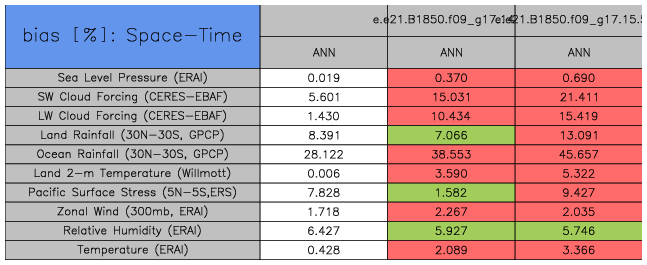 bias [%]: Space-Time
e.e21.B1850.f09_g17
ANN ANN ANN
Sea Level Pressure (ERAI) 0.019 0.370 0.690
SW Cloud Forcing (CERES-EBAF) 5.601 15.031 21.411
LW Cloud Forcing (CERES-EBAF) 1.430 10.434 15.419
Land Rainfall (30N-30S, GPCP) 8.391 7.066 13.091
Ocean Rainfall (30N-30S, GPCP) 28.122 38.553 45.657
Land 2-m Temperature (Willmott) 0.006 3.590 5.322
Pacific Surface Stress (5N-5S,ERS) 7.828 1.582 9.427
Zonal Wind (300mb, ERAI) 1.718 2.267 2.035
Relative Humidity (ERAI) 6.427 5.927 5.746
Temperature (ERAI) 0.428 2.089 3.366